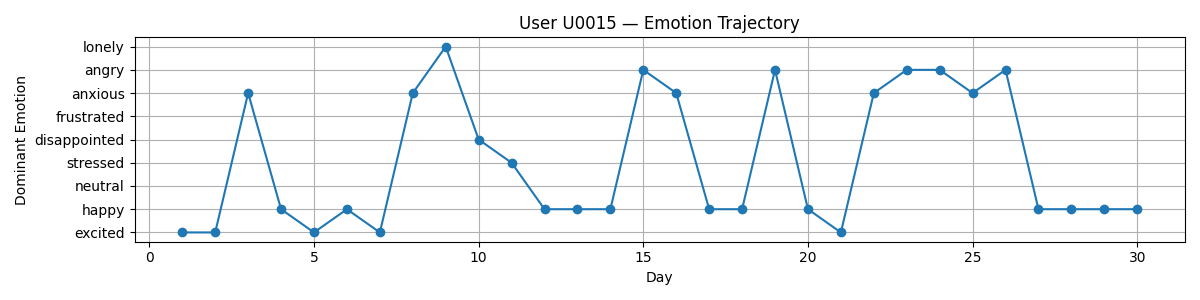 User U0015 — Emotion Trajectory
Dominant Emotion
lonely
angry
anxious
frustrated
disappointed
stressed
neutral
happy
excited
0 5 10 15 20 25 30
Day